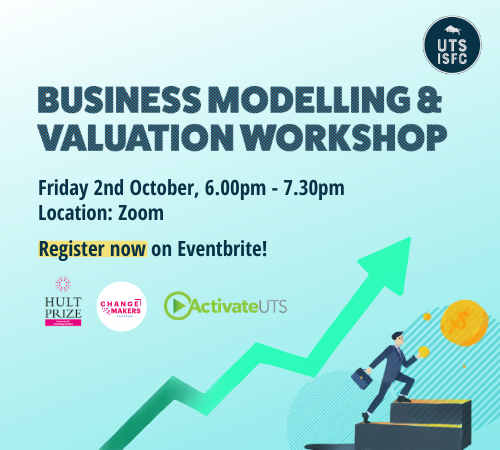 UTS
ISFC
BUSINESS MODELLING &
VALUATION WORKSHOP
Friday 2nd October, 6.00pm - 7.30pm
Location: Zoom
Register now on Eventbrite!
HULT
PRIZE
CHANGE
MAKERS
ActivateUTS